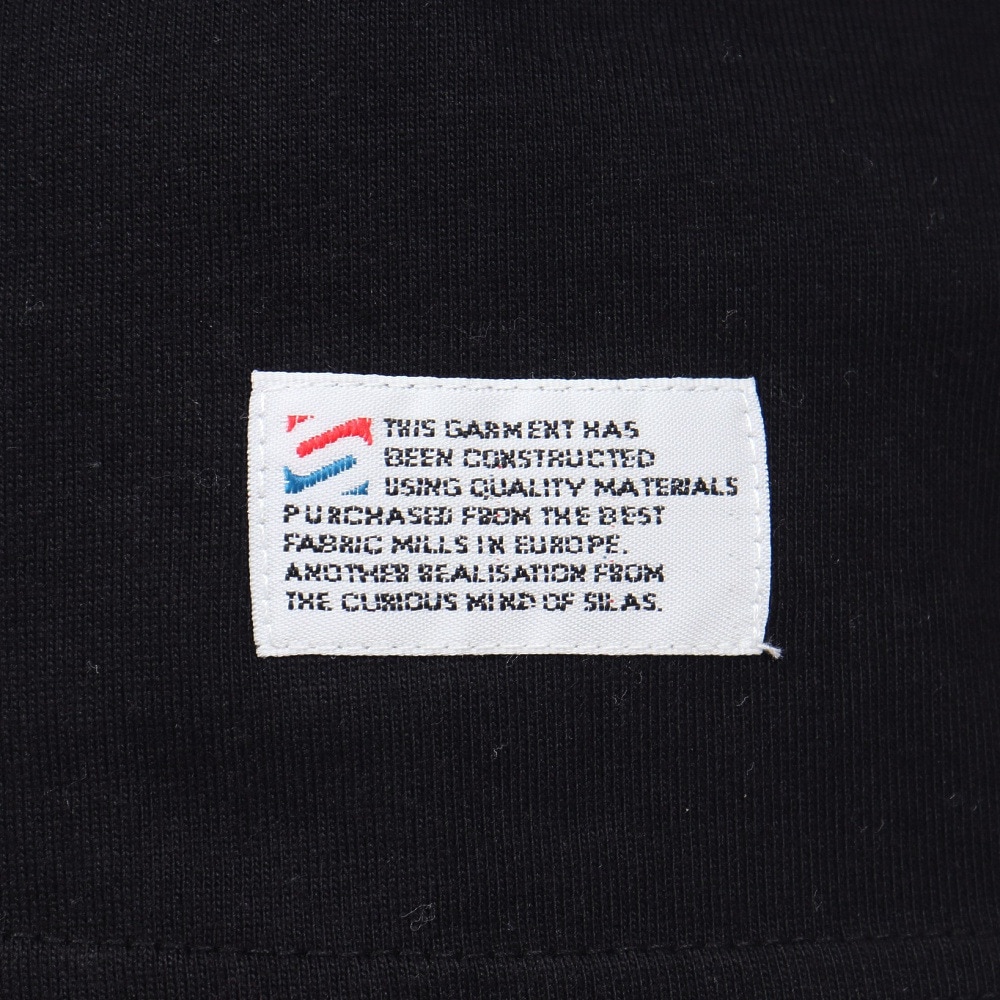 THIS GARMENT HAS
BEEN CONSTRUCTED
USING QUALITY MATERIALS
PURCHASED FROM THE BEST
FABRIC MILLS IN EUROPE.
ANOTHER REALISATION FROM
THE CURIOUS MIND OF SILAS.